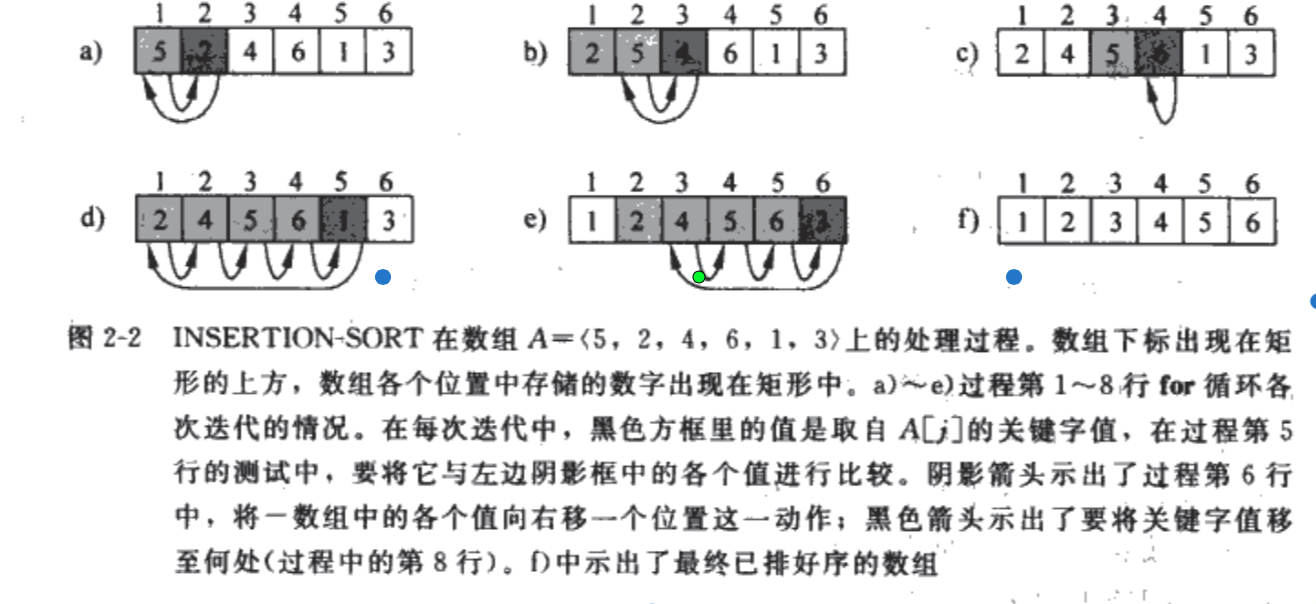 1 2 3 4 5 6
a) 5 2 4 6 1 3
1 2 3 4 5 6
b) 2 5 4 6 1 3
1 2 3 4 5 6
c) 2 4 5 6 1 3
1 2 3 4 5 6
d) 2 4 5 6 1 3
1 2 3 4 5 6
e) 1 2 4 5 6 3
1 2 3 4 5 6
f) 1 2 3 4 5 6
图 2-2 INSERTION-SORT 在数组 A=⟨5, 2, 4, 6, 1, 3⟩上的处理过程。数组下标出现在矩
形的上方，数组各个位置中存储的数字出现在矩形中。a)～e)过程第 1～8 行 for 循环各
次迭代的情况。在每次迭代中，黑色方框里的值是取自 A[j]的关键字值，在过程第 5
行的测试中，要将它与左边阴影框中的各个值进行比较。阴影箭头示出了过程第 6 行
中，将一数组中的各个值向右移一个位置这一动作；黑色箭头示出了要将关键字值移
至何处(过程中的第 8 行)。f)中示出了最终已排好序的数组